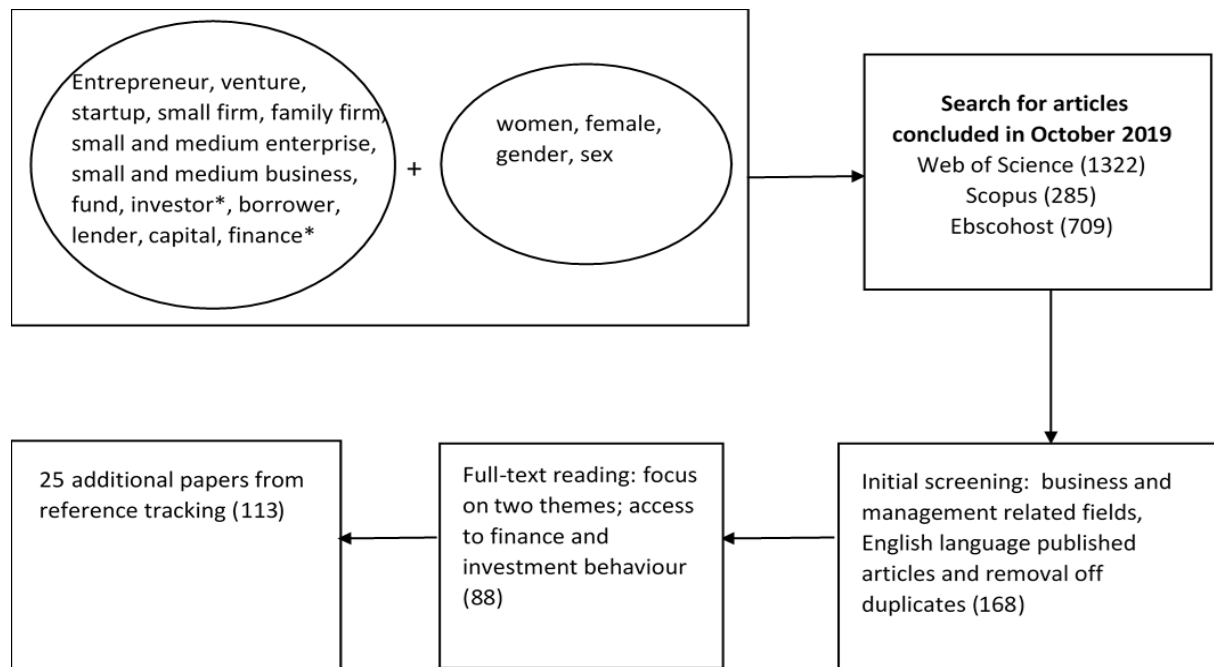 Entrepreneur, venture,
startup, small firm, family firm,
small and medium enterprise,
small and medium business,
fund, investor*, borrower,
lender, capital, finance*
+
women, female,
gender, sex
Search for articles
concluded in October 2019
Web of Science (1322)
Scopus (285)
Ebscohost (709)
Initial screening: business and
management related fields,
English language published
articles and removal off
duplicates (168)
Full-text reading: focus
on two themes; access
to finance and
investment behaviour
(88)
25 additional papers from
reference tracking (113)